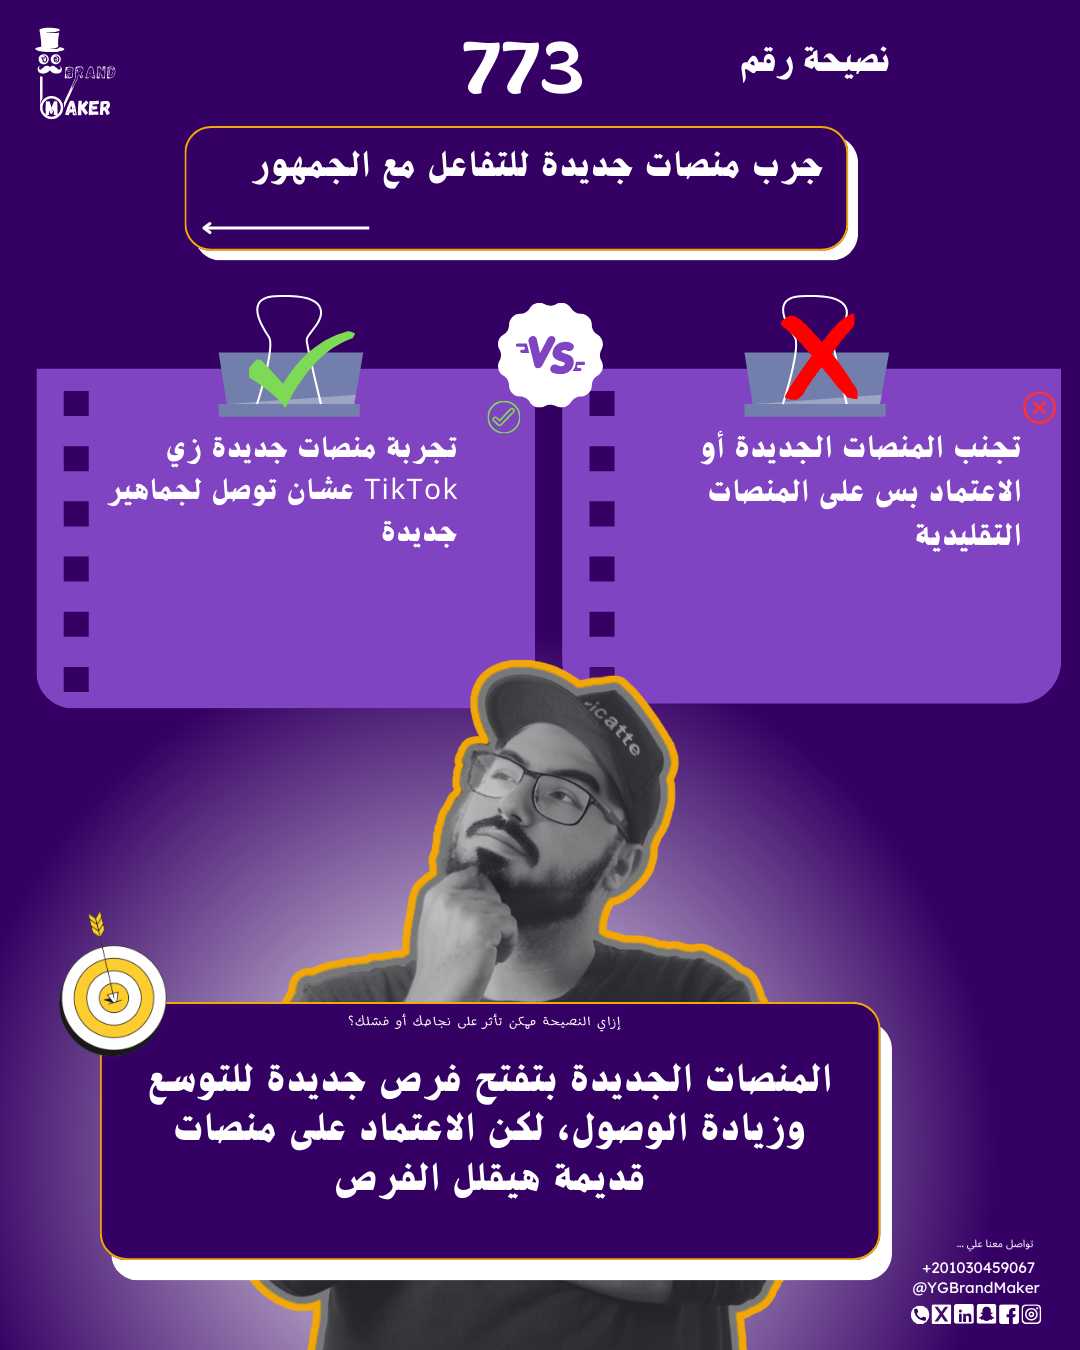 BRAND
MAKER
نصيحة رقم
773
جرب منصات جديدة للتفاعل مع الجمهور
VS
تجنب المنصات الجديدة أو
الاعتماد بس على المنصات
التقليدية
تجربة منصات جديدة زي
TikTok عشان توصل لجماهير
جديدة
icatte
إزاي النصيحة ممكن تأثر على نجاحك أو فشلك؟
المنصات الجديدة بتفتح فرص جديدة للتوسع
وزيادة الوصول، لكن الاعتماد على منصات
قديمة هيقلل الفرص
تواصل معنا علي ...
+201030459067
@YGBrandMaker